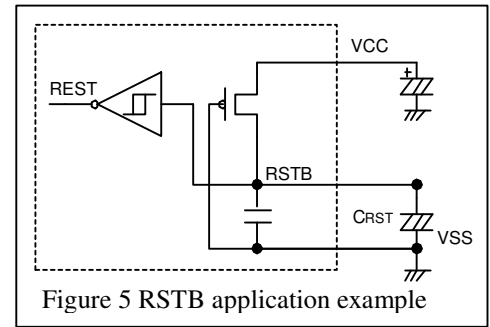 VCC
+
REST
RSTB
CRST
VSS
Figure 5 RSTB application example